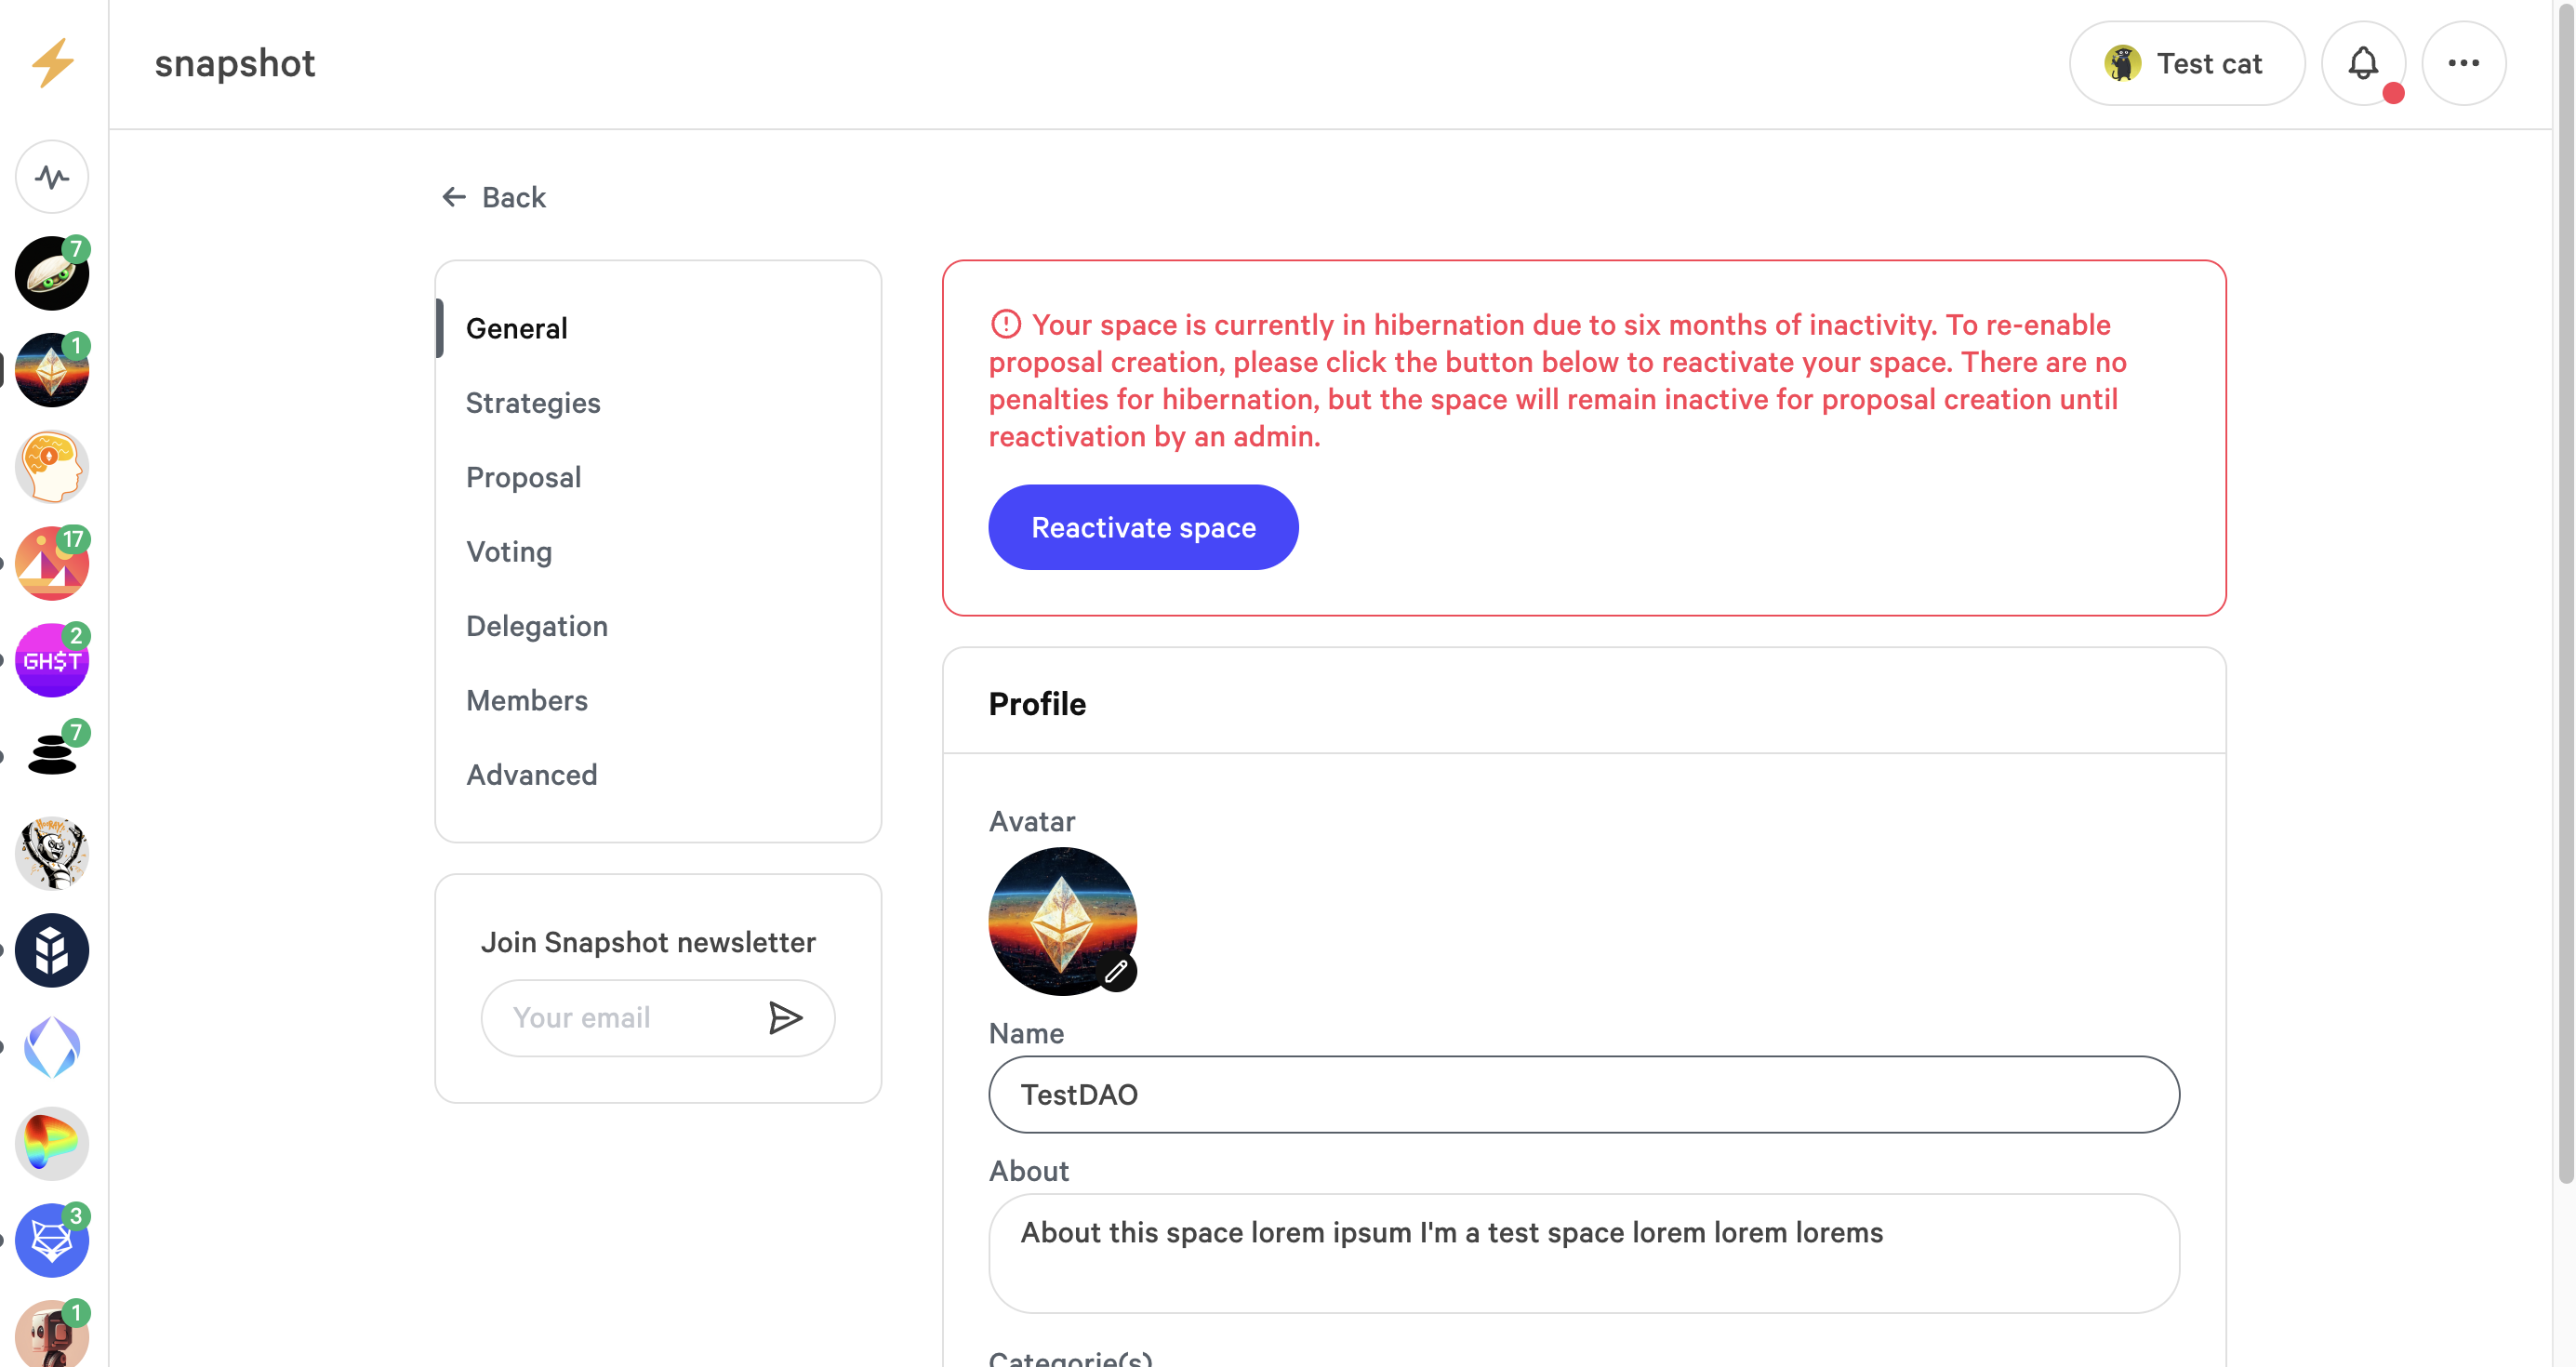 snapshot
Test cat
Back
7
1
17
2
GH$T
7
3
1
General
Strategies
Proposal
Voting
Delegation
Members
Advanced
Join Snapshot newsletter
Your email
Your space is currently in hibernation due to six months of inactivity. To re-enable
proposal creation, please click the button below to reactivate your space. There are no
penalties for hibernation, but the space will remain inactive for proposal creation until
reactivation by an admin.
Reactivate space
Profile
Avatar
Name
TestDAO
About
About this space lorem ipsum I'm a test space lorem lorem lorems
Categorie(s)